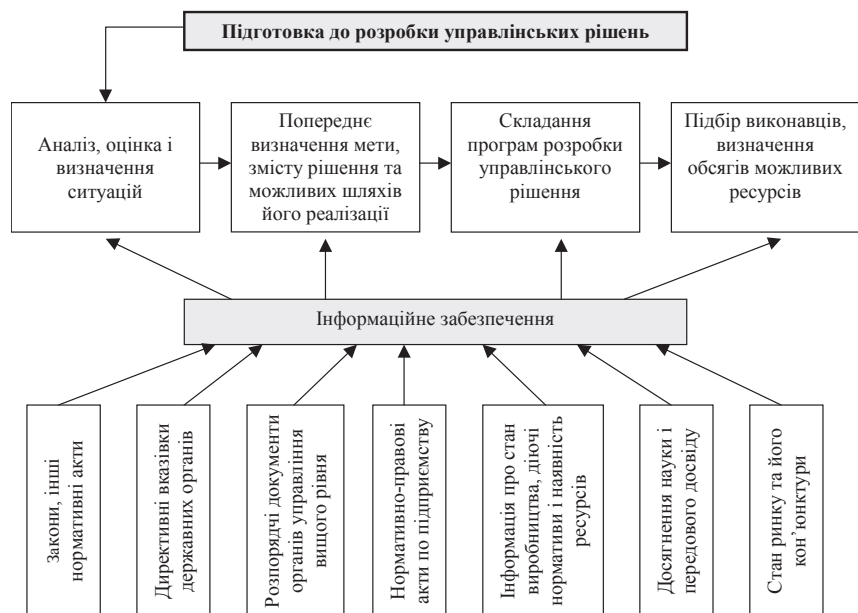 Підготовка до розробки управлінських рішень
Аналіз, оцінка і
визначення
ситуацій
Попереднє
визначення мети,
змісту рішення та
можливих шляхів
його реалізації
Складання
програм розробки
управлінського
рішення
Підбір виконавців,
визначення
обсягів можливих
ресурсів
Інформаційне забезпечення
Закони, інші
нормативні акти
Директивні вказівки
державних органів
Розпорядчі документи
органів управління
вищого рівня
Нормативно-правові
акти по підприємству
Інформація про стан
виробництва, діючі
нормативи і наявність
ресурсів
Досягнення науки і
передового досвіду
Стан ринку та його
кон’юнктури